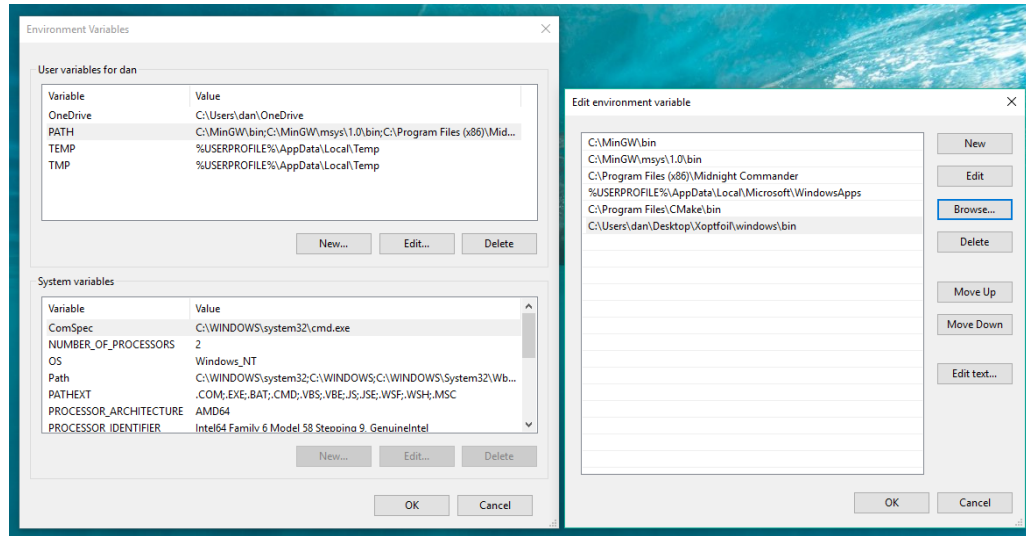 Environment Variables
User variables for dan
Variable Value
OneDrive C:\Users\dan\OneDrive
PATH C:\MinGW\bin;C:\MinGW\msys\1.0\bin;C:\Program Files (x86)\Mid...
TEMP %USERPROFILE%\AppData\Local\Temp
TMP %USERPROFILE%\AppData\Local\Temp
New... Edit... Delete
System variables
Variable Value
ComSpec C:\WINDOWS\system32\cmd.exe
NUMBER_OF_PROCESSORS 2
OS Windows_NT
Path C:\WINDOWS\system32;C:\WINDOWS;C:\WINDOWS\System32\Wb...
PATHEXT .COM;.EXE;.BAT;.CMD;.VBS;.VBE;.JS;.JSE;.WSF;.WSH;.MSC
PROCESSOR_ARCHITECTURE AMD64
PROCESSOR_IDENTIFIER Intel64 Family 6 Model 58 Stepping 9, GenuineIntel
New... Edit... Delete
OK Cancel
Edit environment variable
C:\MinGW\bin
C:\MinGW\msys\1.0\bin
C:\Program Files (x86)\Midnight Commander
%USERPROFILE%\AppData\Local\Microsoft\WindowsApps
C:\Program Files\CMake\bin
C:\Users\dan\Desktop\Xoptfoil\windows\bin
New
Edit
Browse...
Delete
Move Up
Move Down
Edit text...
OK Cancel